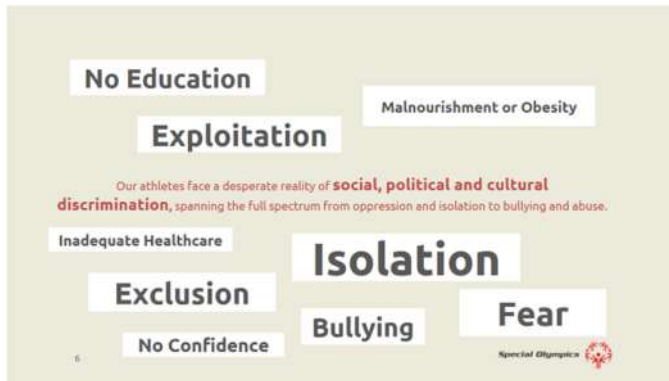 No Education
Malnourishment or Obesity
Exploitation
Our athletes face a desperate reality of social, political and cultural
discrimination, spanning the full spectrum from oppression and isolation to bullying and abuse.
Inadequate Healthcare
Isolation
Exclusion
Fear
Bullying
No Confidence
6
Special Olympics